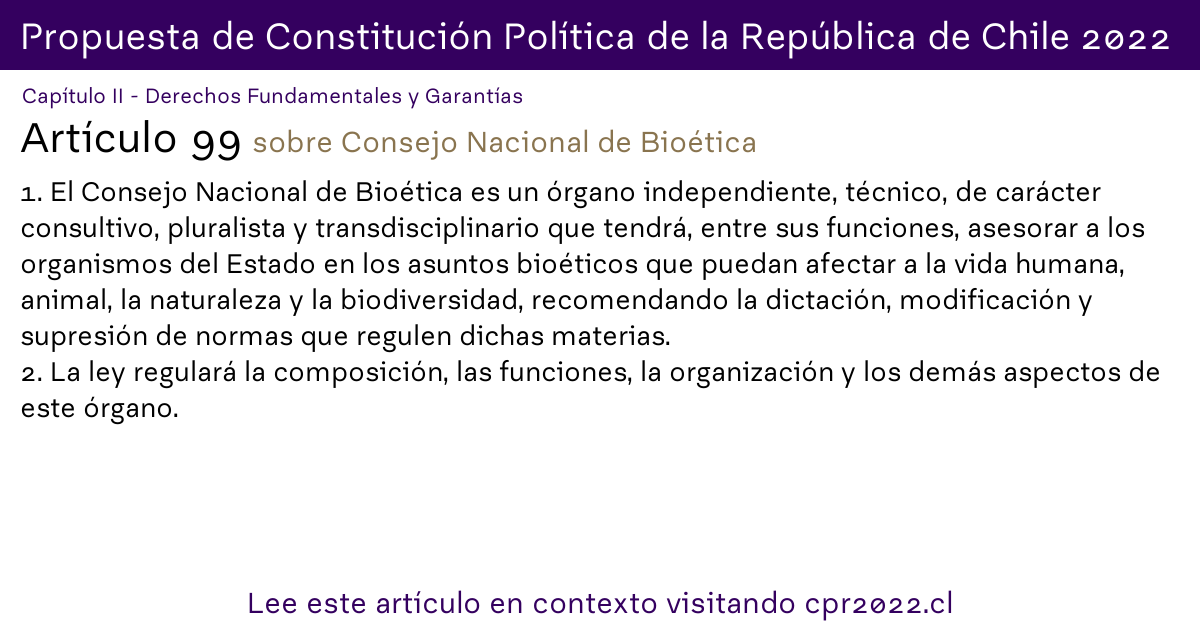 Propuesta de Constitución Política de la República de Chile 2022
Capítulo II - Derechos Fundamentales y Garantías
Artículo 99 sobre Consejo Nacional de Bioética
1. El Consejo Nacional de Bioética es un órgano independiente, técnico, de carácter
consultivo, pluralista y transdisciplinario que tendrá, entre sus funciones, asesorar a los
organismos del Estado en los asuntos bioéticos que puedan afectar a la vida humana,
animal, la naturaleza y la biodiversidad, recomendando la dictación, modificación y
supresión de normas que regulen dichas materias.
2. La ley regulará la composición, las funciones, la organización y los demás aspectos de
este órgano.
Lee este artículo en contexto visitando cpr2022.cl